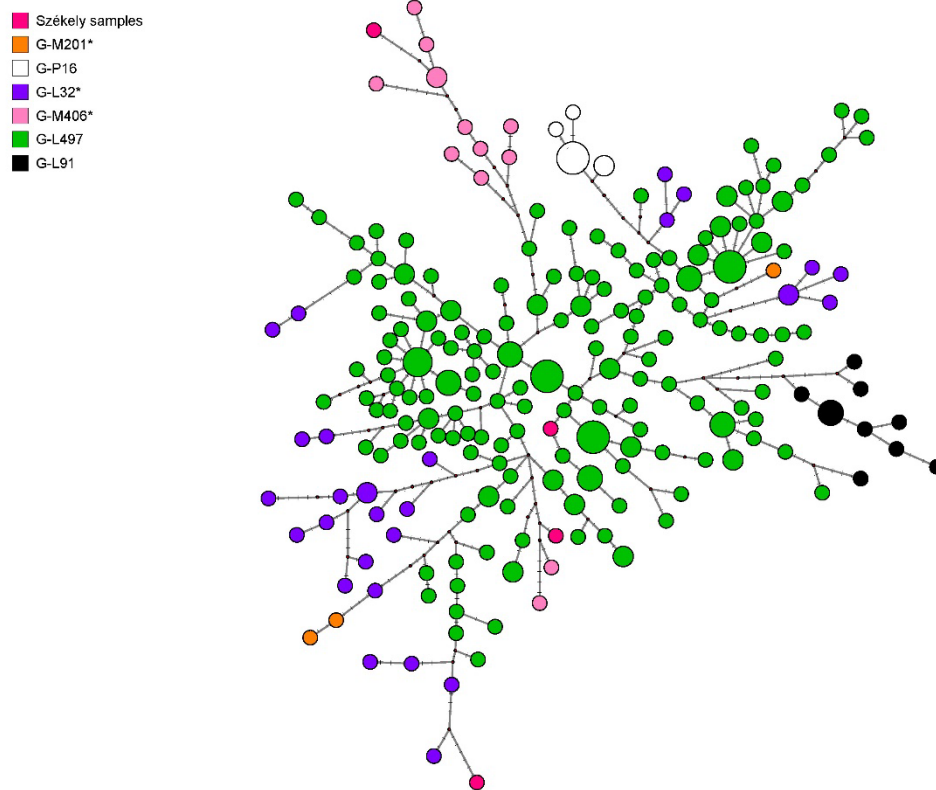 Székely samples
G-M201*
G-P16
G-L32*
G-M406*
G-L497
G-L91